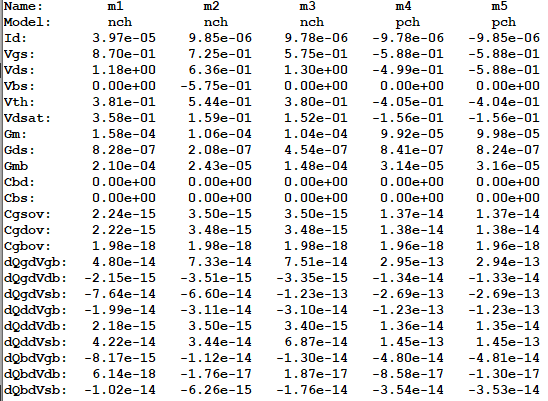 Name: m1 m2 m3 m4 m5
Model: nch nch nch pch pch
Id: 3.97e-05 9.85e-06 9.78e-06 -9.78e-06 -9.85e-06
Vgs: 8.70e-01 7.25e-01 5.75e-01 -5.88e-01 -5.88e-01
Vds: 1.18e+00 6.36e-01 1.30e+00 -4.99e-01 -5.88e-01
Vbs: 0.00e+00 -5.75e-01 0.00e+00 0.00e+00 0.00e+00
Vth: 3.81e-01 5.44e-01 3.80e-01 -4.05e-01 -4.04e-01
Vdsat: 3.58e-01 1.59e-01 1.52e-01 -1.56e-01 -1.56e-01
Gm: 1.58e-04 1.06e-04 1.04e-04 9.92e-05 9.98e-05
Gds: 8.28e-07 2.08e-07 4.54e-07 8.41e-07 8.24e-07
Gmb 2.10e-04 2.43e-05 1.48e-04 3.14e-05 3.16e-05
Cbd: 0.00e+00 0.00e+00 0.00e+00 0.00e+00 0.00e+00
Cbs: 0.00e+00 0.00e+00 0.00e+00 0.00e+00 0.00e+00
Cgsov: 2.24e-15 3.50e-15 3.50e-15 1.37e-14 1.37e-14
Cgdov: 2.22e-15 3.48e-15 3.48e-15 1.38e-14 1.38e-14
Cgbov: 1.98e-18 1.98e-18 1.98e-18 1.96e-18 1.96e-18
dQgdVgb: 4.80e-14 7.33e-14 7.51e-14 2.95e-13 2.94e-13
dQgdVdb: -2.15e-15 -3.51e-15 -3.35e-15 -1.34e-14 -1.33e-14
dQgdVsb: -7.64e-14 -6.60e-14 -1.23e-13 -2.69e-13 -2.69e-13
dQddVgb: -1.99e-14 -3.11e-14 -3.10e-14 -1.23e-13 -1.23e-13
dQddVdb: 2.18e-15 3.50e-15 3.40e-15 1.36e-14 1.35e-14
dQddVsb: 4.22e-14 3.44e-14 6.87e-14 1.45e-13 1.45e-13
dQbdVgb: -8.17e-15 -1.12e-14 -1.30e-14 -4.80e-14 -4.81e-14
dQbdVdb: 6.14e-18 -1.76e-17 1.87e-17 -8.58e-17 -1.30e-17
dQbdVsb: -1.02e-14 -6.26e-15 -1.76e-14 -3.54e-14 -3.53e-14